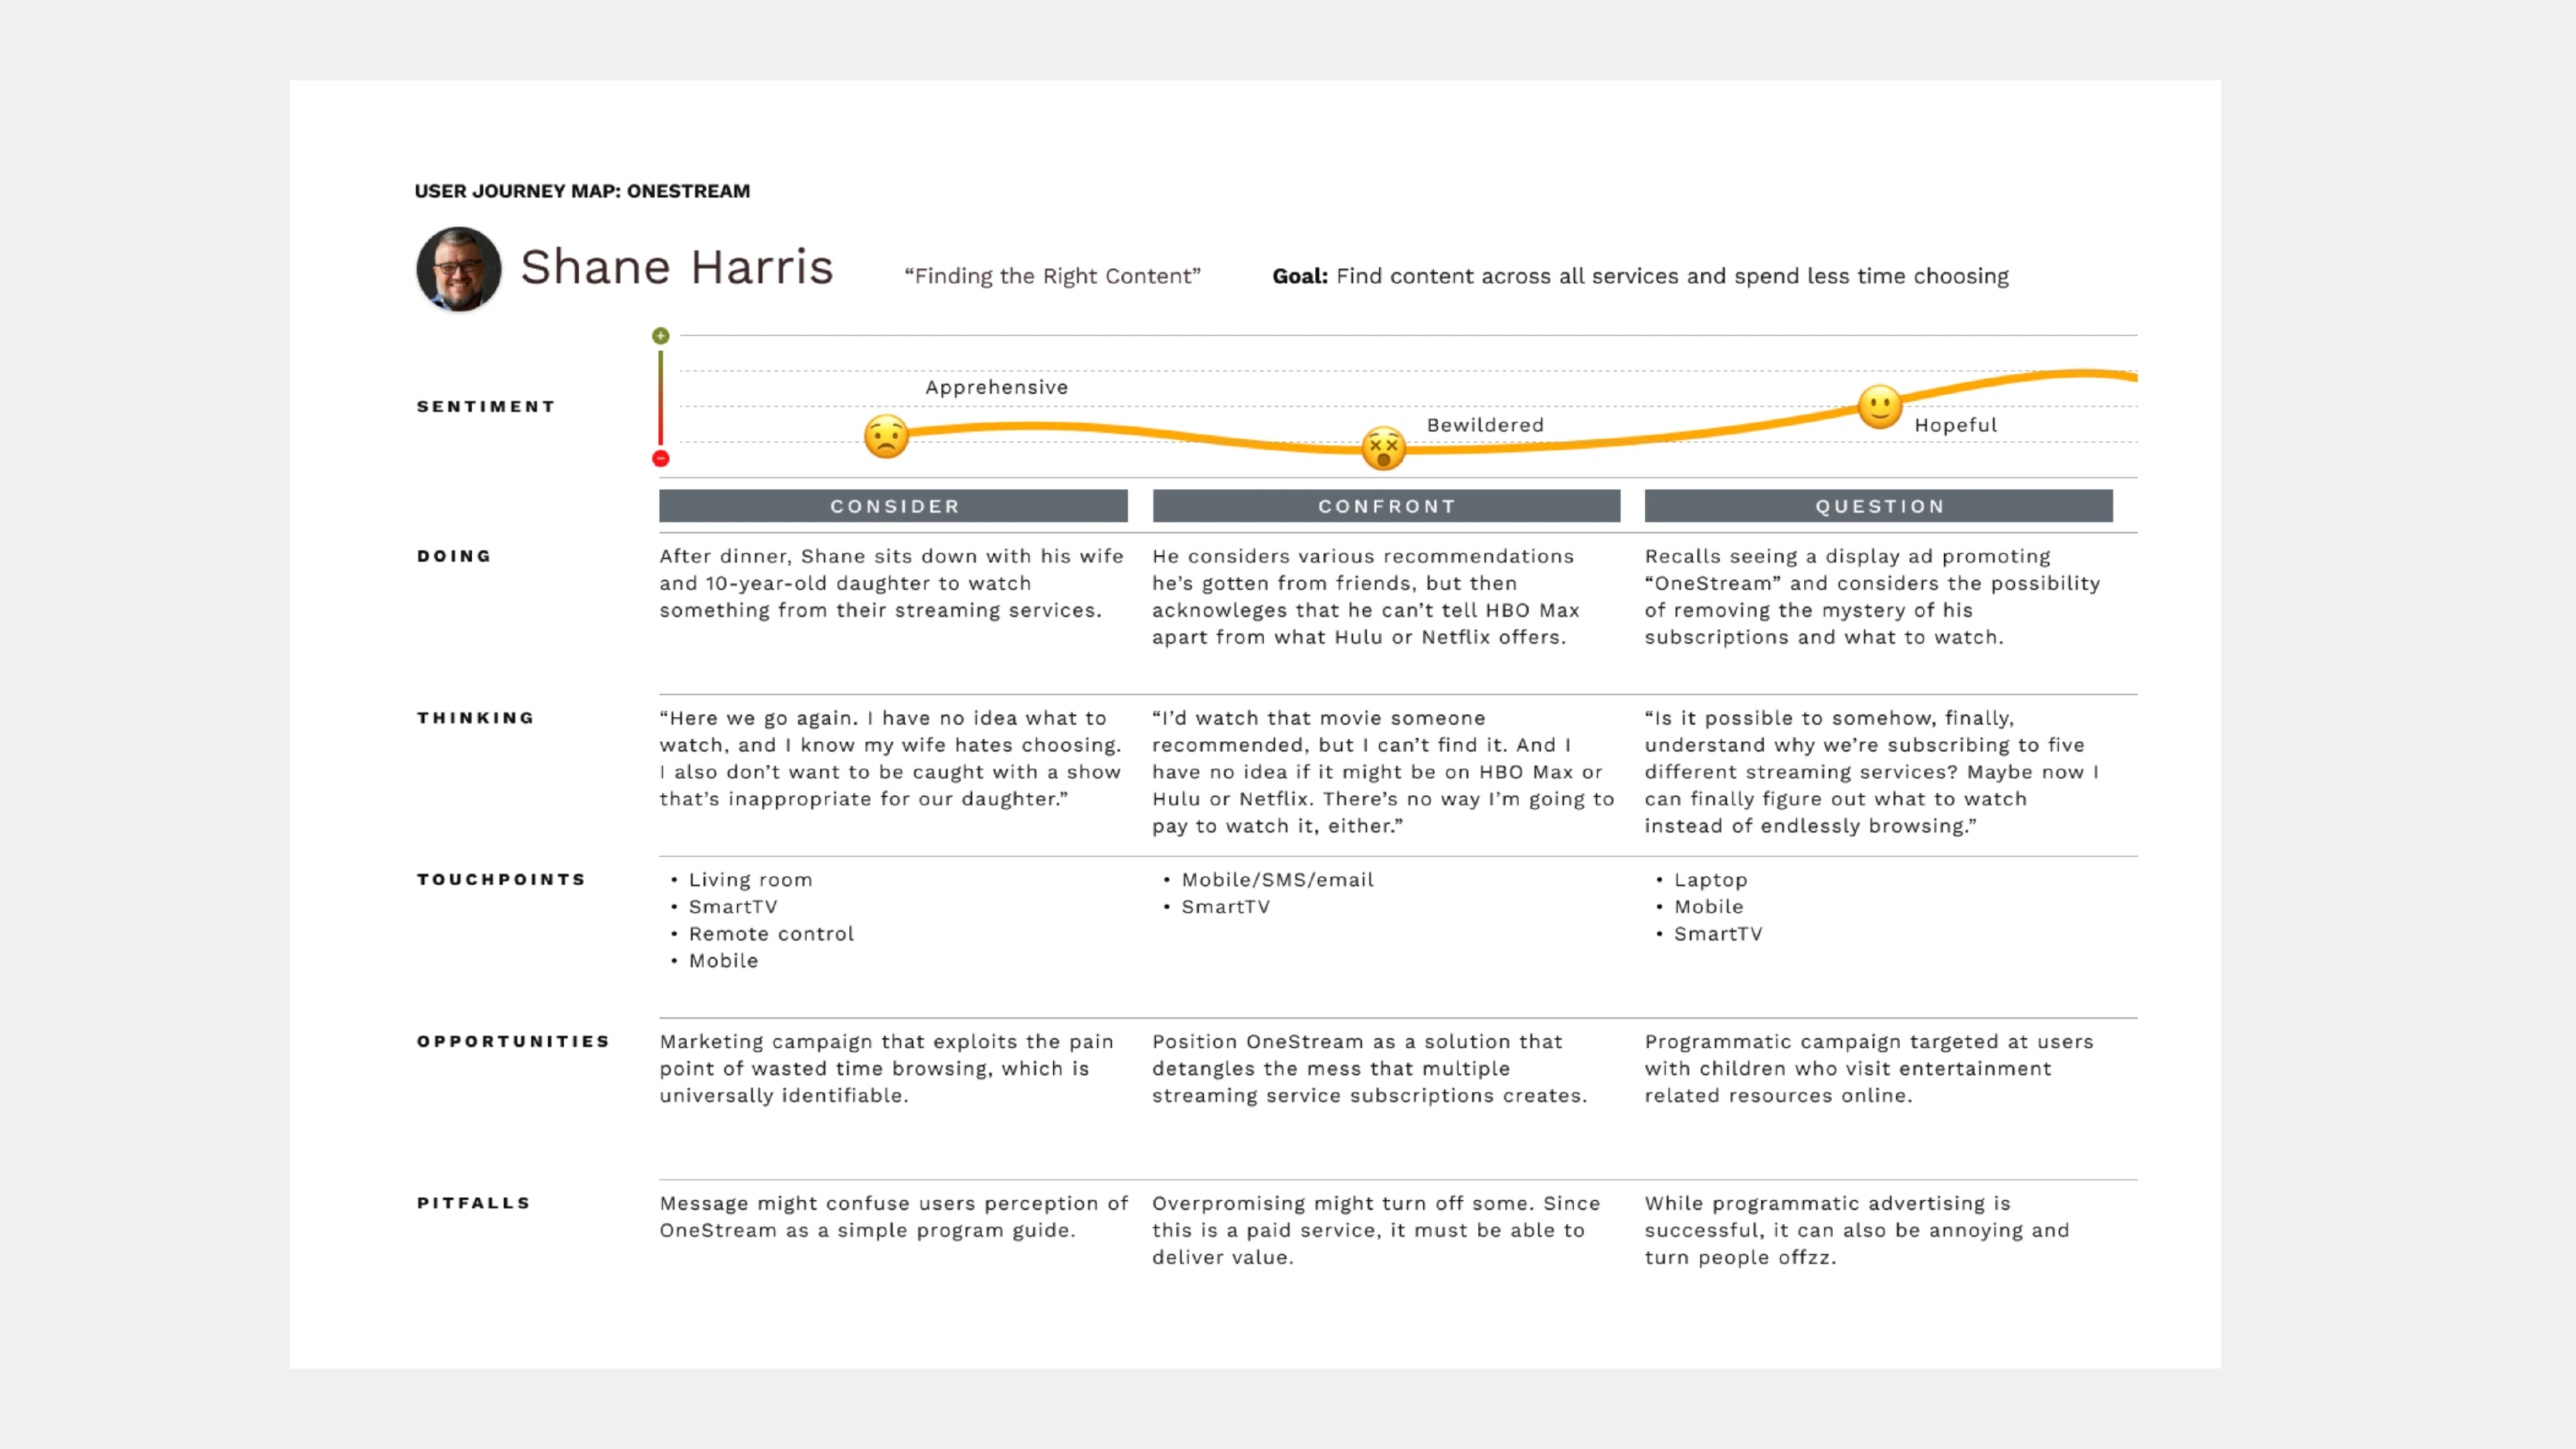 USER JOURNEY MAP: ONESTREAM
Shane Harris
“Finding the Right Content”
Goal: Find content across all services and spend less time choosing
+
SENTIMENT
Apprehensive
Bewildered
Hopeful
−
CONSIDER
CONFRONT
QUESTION
DOING
After dinner, Shane sits down with his wife
and 10-year-old daughter to watch
something from their streaming services.
He considers various recommendations
he’s gotten from friends, but then
acknowleges that he can’t tell HBO Max
apart from what Hulu or Netflix offers.
Recalls seeing a display ad promoting
“OneStream” and considers the possibility
of removing the mystery of his
subscriptions and what to watch.
THINKING
“Here we go again. I have no idea what to
watch, and I know my wife hates choosing.
I also don’t want to be caught with a show
that’s inappropriate for our daughter.”
“I’d watch that movie someone
recommended, but I can’t find it. And I
have no idea if it might be on HBO Max or
Hulu or Netflix. There’s no way I’m going to
pay to watch it, either.”
“Is it possible to somehow, finally,
understand why we’re subscribing to five
different streaming services? Maybe now I
can finally figure out what to watch
instead of endlessly browsing.”
TOUCHPOINTS
• Living room
• SmartTV
• Remote control
• Mobile
• Mobile/SMS/email
• SmartTV
• Laptop
• Mobile
• SmartTV
OPPORTUNITIES
Marketing campaign that exploits the pain
point of wasted time browsing, which is
universally identifiable.
Position OneStream as a solution that
detangles the mess that multiple
streaming service subscriptions creates.
Programmatic campaign targeted at users
with children who visit entertainment
related resources online.
PITFALLS
Message might confuse users perception of
OneStream as a simple program guide.
Overpromising might turn off some. Since
this is a paid service, it must be able to
deliver value.
While programmatic advertising is
successful, it can also be annoying and
turn people offzz.